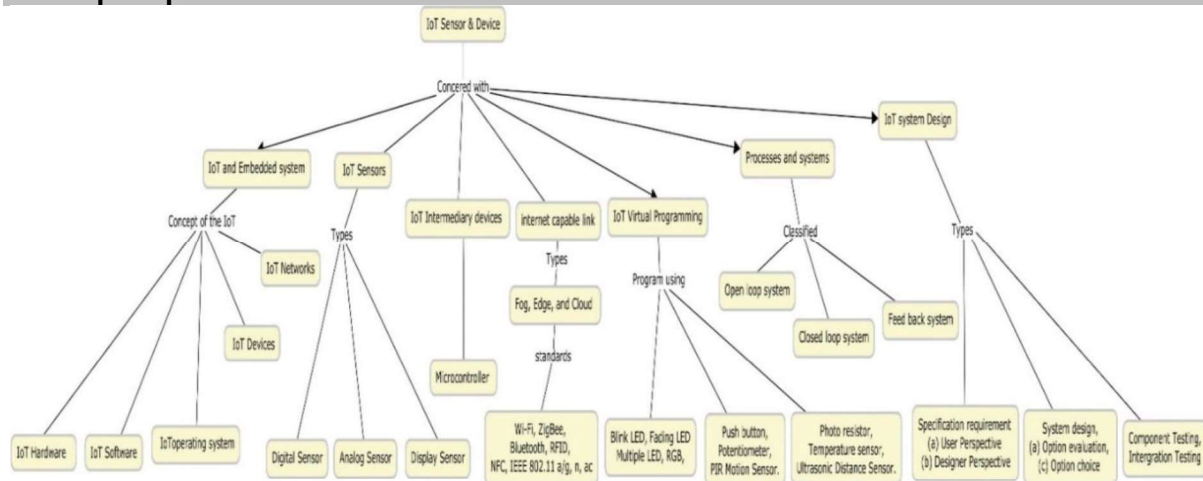 IoT Sensor & Device
Concered with
IoT system Design
IoT and Embedded system
IoT Sensors
Processes and systems
IoT Intermediary devices
internet capable link
IoT Virtual Programming
Concept of the IoT
Types
Types
Classified
Types
IoT Networks
Program using
Open loop system
Fog, Edge, and Cloud
Feed back system
IoT Devices
Closed loop system
standards
Microcontroller
IoT Hardware
IoT Software
IoToperating system
Digital Sensor
Analog Sensor
Display Sensor
Wi-Fi, ZigBee,
Bluetooth, RFID,
NFC, IEEE 802.11 a/g, n, ac
Blink LED, Facing LED
Multiple LED, RGB,
Push button,
Potentiometer,
PIR Motion Sensor.
Photo resistor,
Temperature sensor,
Ultrasonic Distance Sensor.
Specification requirement
(a) User Perspective
(b) Designer Perspective
System design,
(a) Option evaluation,
(c) Option choice
Component Testing,
Intergration Testing